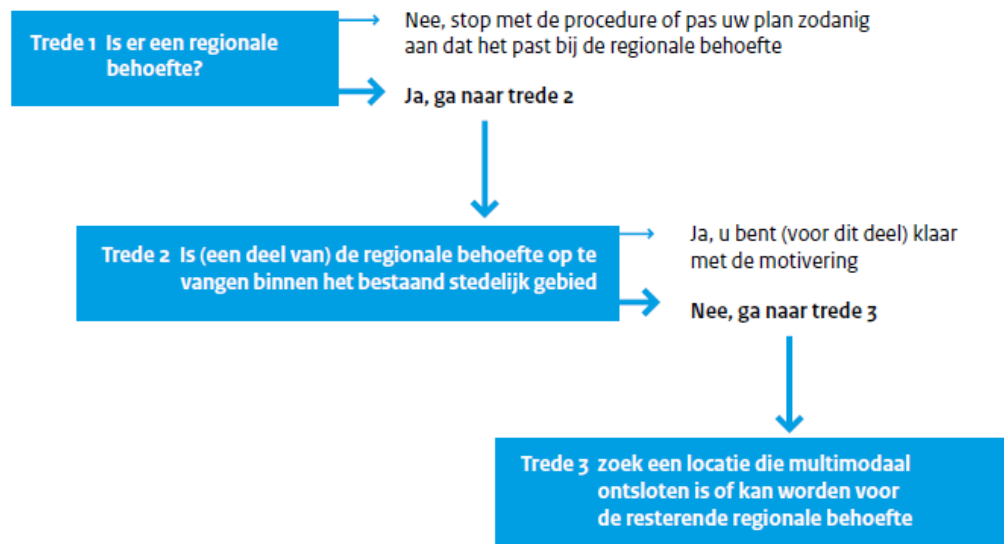 Nee, stop met de procedure of pas uw plan zodanig
aan dat het past bij de regionale behoefte
Trede 1 Is er een regionale
behoefte?
Ja, ga naar trede 2
Trede 2 Is (een deel van) de regionale behoefte op te
vangen binnen het bestaand stedelijk gebied
Ja, u bent (voor dit deel) klaar
met de motivering
Nee, ga naar trede 3
Trede 3 zoek een locatie die multimodaal
ontsloten is of kan worden voor
de resterende regionale behoefte